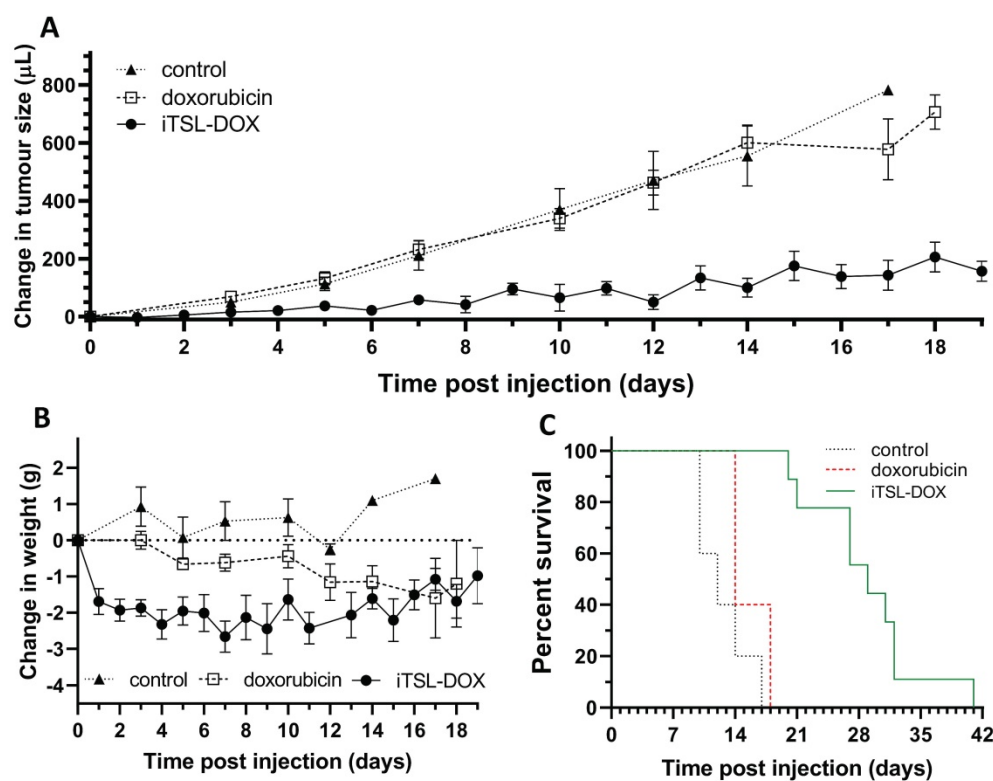 A
Change in tumour size (μL)
800
600
400
200
0
control
doxorubicin
iTSL-DOX
0 2 4 6 8 10 12 14 16 18
Time post injection (days)
B
Change in weight (g)
2
1
0
-1
-2
-3
-4
control doxorubicin iTSL-DOX
0 2 4 6 8 10 12 14 16 18
Time post injection (days)
C
Percent survival
100
80
60
40
20
0
control
doxorubicin
iTSL-DOX
0 7 14 21 28 35 42
Time post injection (days)